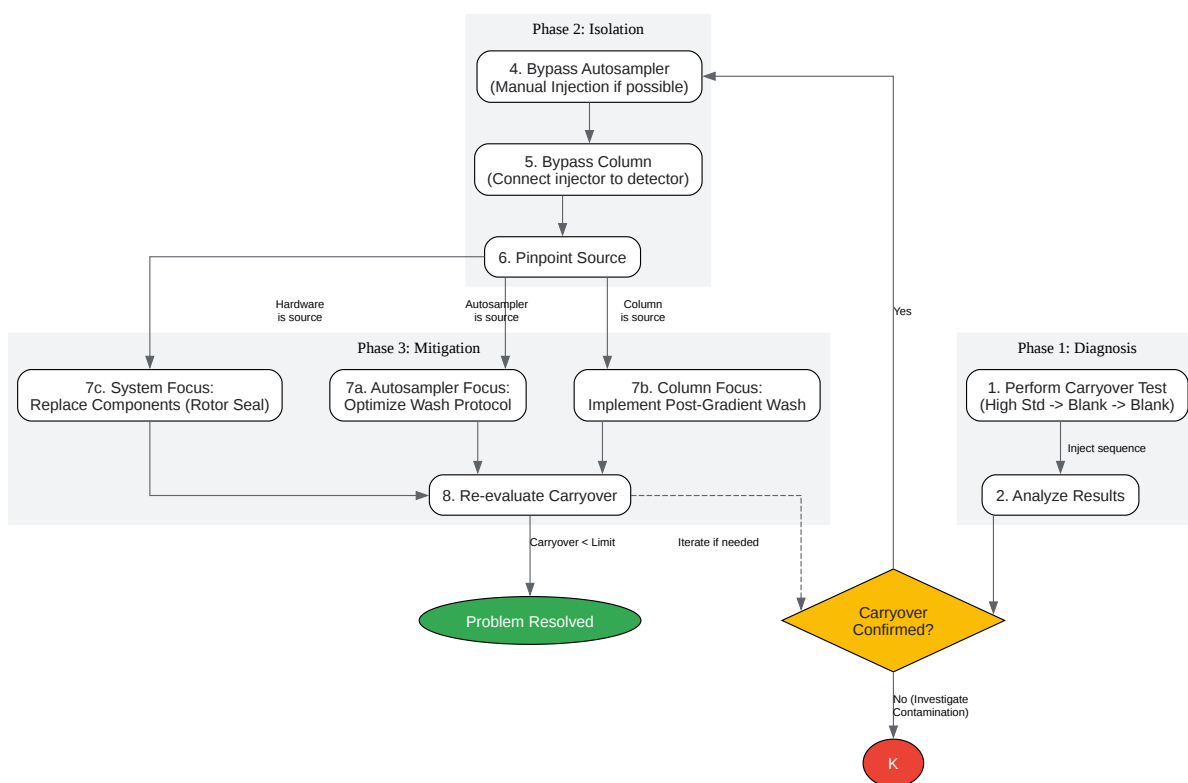 Phase 2: Isolation
4. Bypass Autosampler
(Manual Injection if possible)
5. Bypass Column
(Connect injector to detector)
6. Pinpoint Source
Hardware
is source
Autosampler
is source
Column
is source
Yes
Phase 3: Mitigation
7c. System Focus:
Replace Components (Rotor Seal)
7a. Autosampler Focus:
Optimize Wash Protocol
7b. Column Focus:
Implement Post-Gradient Wash
8. Re-evaluate Carryover
Phase 1: Diagnosis
1. Perform Carryover Test
(High Std -> Blank -> Blank)
Inject sequence
2. Analyze Results
Carryover < Limit
Iterate if needed
Problem Resolved
Carryover
Confirmed?
No (Investigate
Contamination)
K